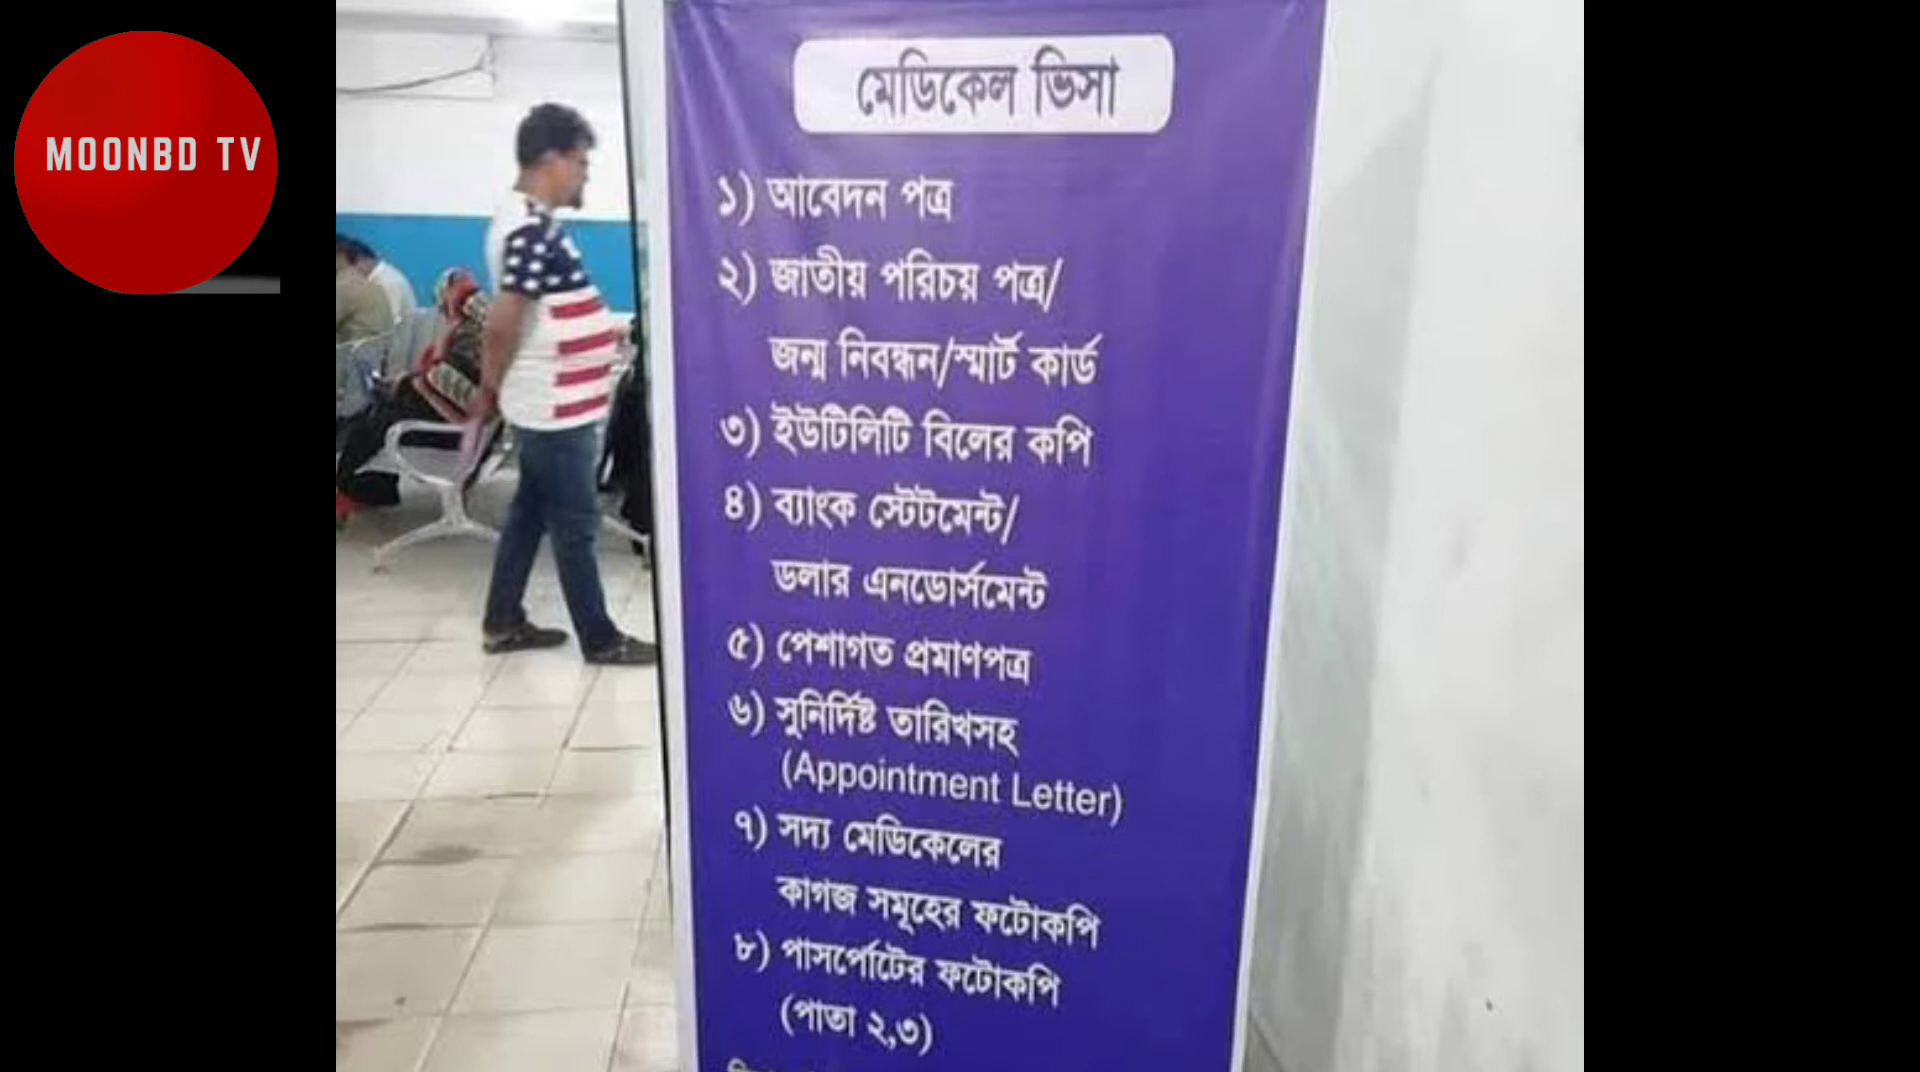 MOONBD TV
মেডিকেল ভিসা
১) আবেদন পত্র
২) জাতীয় পরিচয় পত্র/
জন্ম নিবন্ধন/স্মার্ট কার্ড
৩) ইউটিলিটি বিলের কপি
৪) ব্যাংক স্টেটমেন্ট/
ডলার এনডোর্সমেন্ট
৫) পেশাগত প্রমাণপত্র
৬) সুনির্দিষ্ট তারিখসহ
(Appointment Letter)
৭) সদ্য মেডিকেলের
কাগজ সমূহের ফটোকপি
৮) পাসর্পোটের ফটোকপি
(পাতা ২,৩)